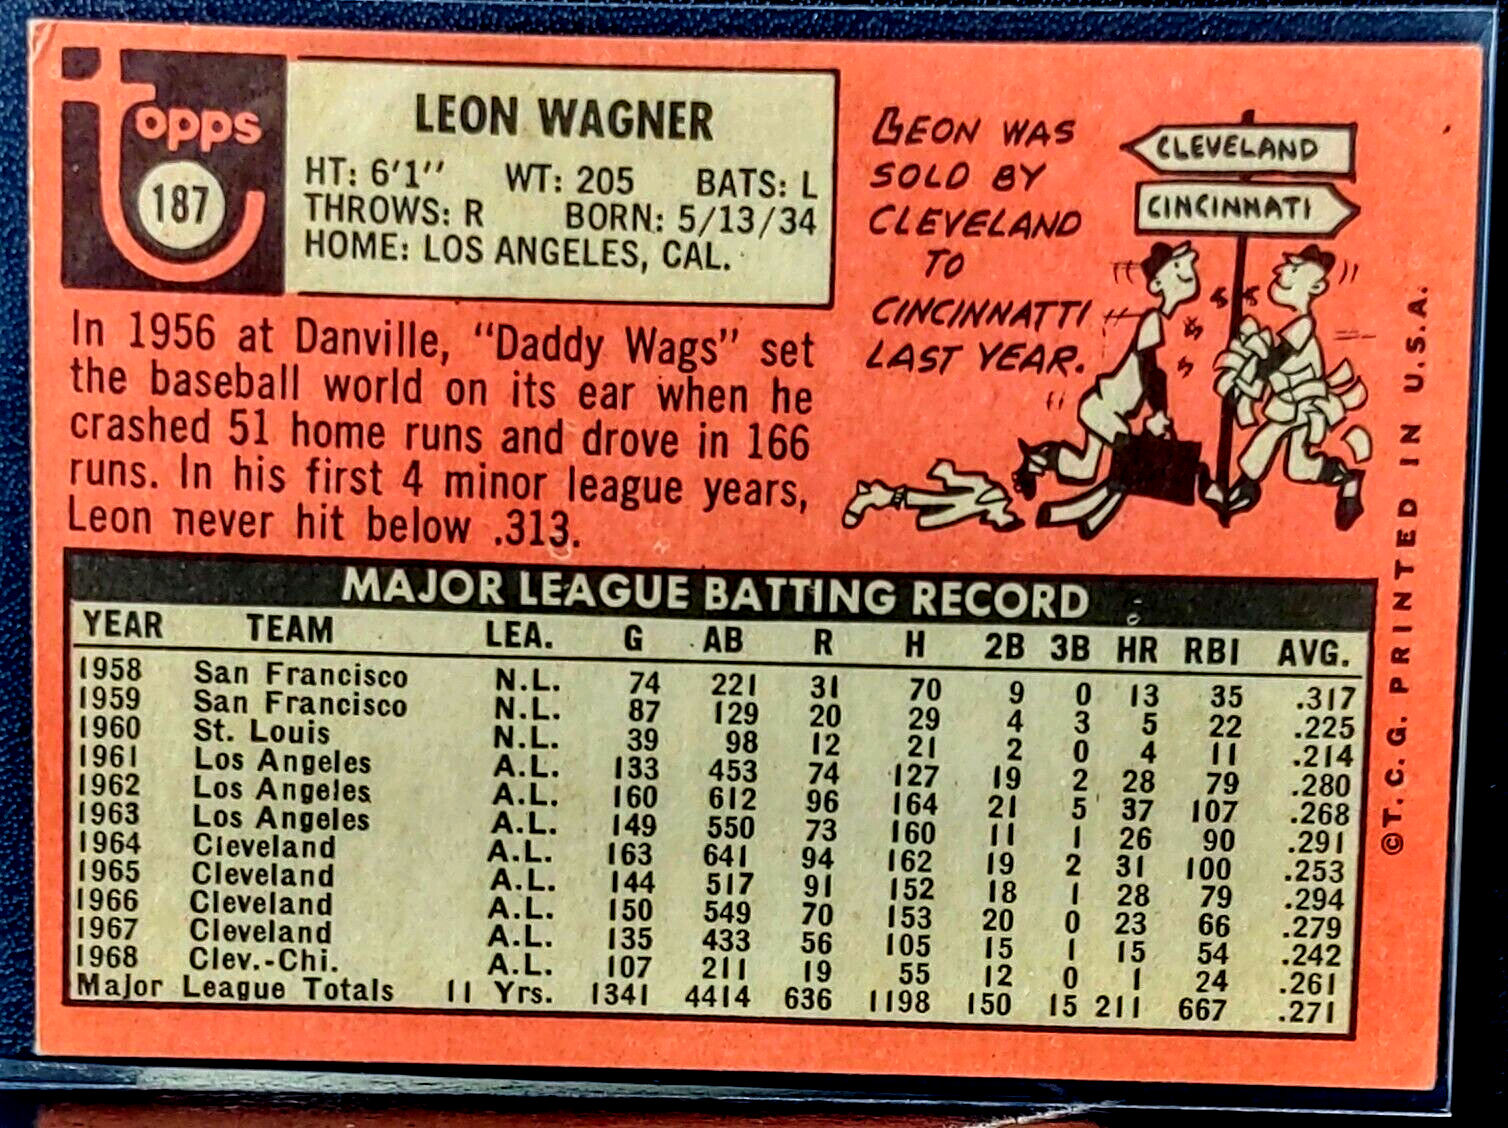 Topps
187
LEON WAGNER
HT: 6'1" WT: 205 BATS: L
THROWS: R BORN: 5/13/34
HOME: LOS ANGELES, CAL.
In 1956 at Danville, "Daddy Wags" set
the baseball world on its ear when he
crashed 51 home runs and drove in 166
runs. In his first 4 minor league years,
Leon never hit below .313.
LEON WAS
SOLD BY
CLEVELAND
TO
CINCINNATTI
LAST YEAR.
CLEVELAND
CINCINNATI
MAJOR LEAGUE BATTING RECORD
YEAR TEAM LEA. G AB R H 2B 3B HR RBI AVG.
1958 San Francisco N.L. 74 221 31 70 9 0 13 35 .317
1959 San Francisco N.L. 87 129 20 29 4 3 5 22 .225
1960 St. Louis N.L. 39 98 12 21 2 0 4 11 .214
1961 Los Angeles A.L. 133 453 74 127 19 2 28 79 .280
1962 Los Angeles A.L. 160 612 96 164 21 5 37 107 .268
1963 Los Angeles A.L. 149 550 73 160 11 1 26 90 .291
1964 Cleveland A.L. 163 641 94 162 19 2 31 100 .253
1965 Cleveland A.L. 144 517 91 152 18 1 28 79 .294
1966 Cleveland A.L. 150 549 70 153 20 0 23 66 .279
1967 Cleveland A.L. 135 433 56 105 15 1 15 54 .242
1968 Clev.-Chi. A.L. 107 211 19 55 12 0 1 24 .261
Major League Totals 11 Yrs. 1341 4414 636 1198 150 15 211 667 .271
©T.C.G. PRINTED IN U.S.A.